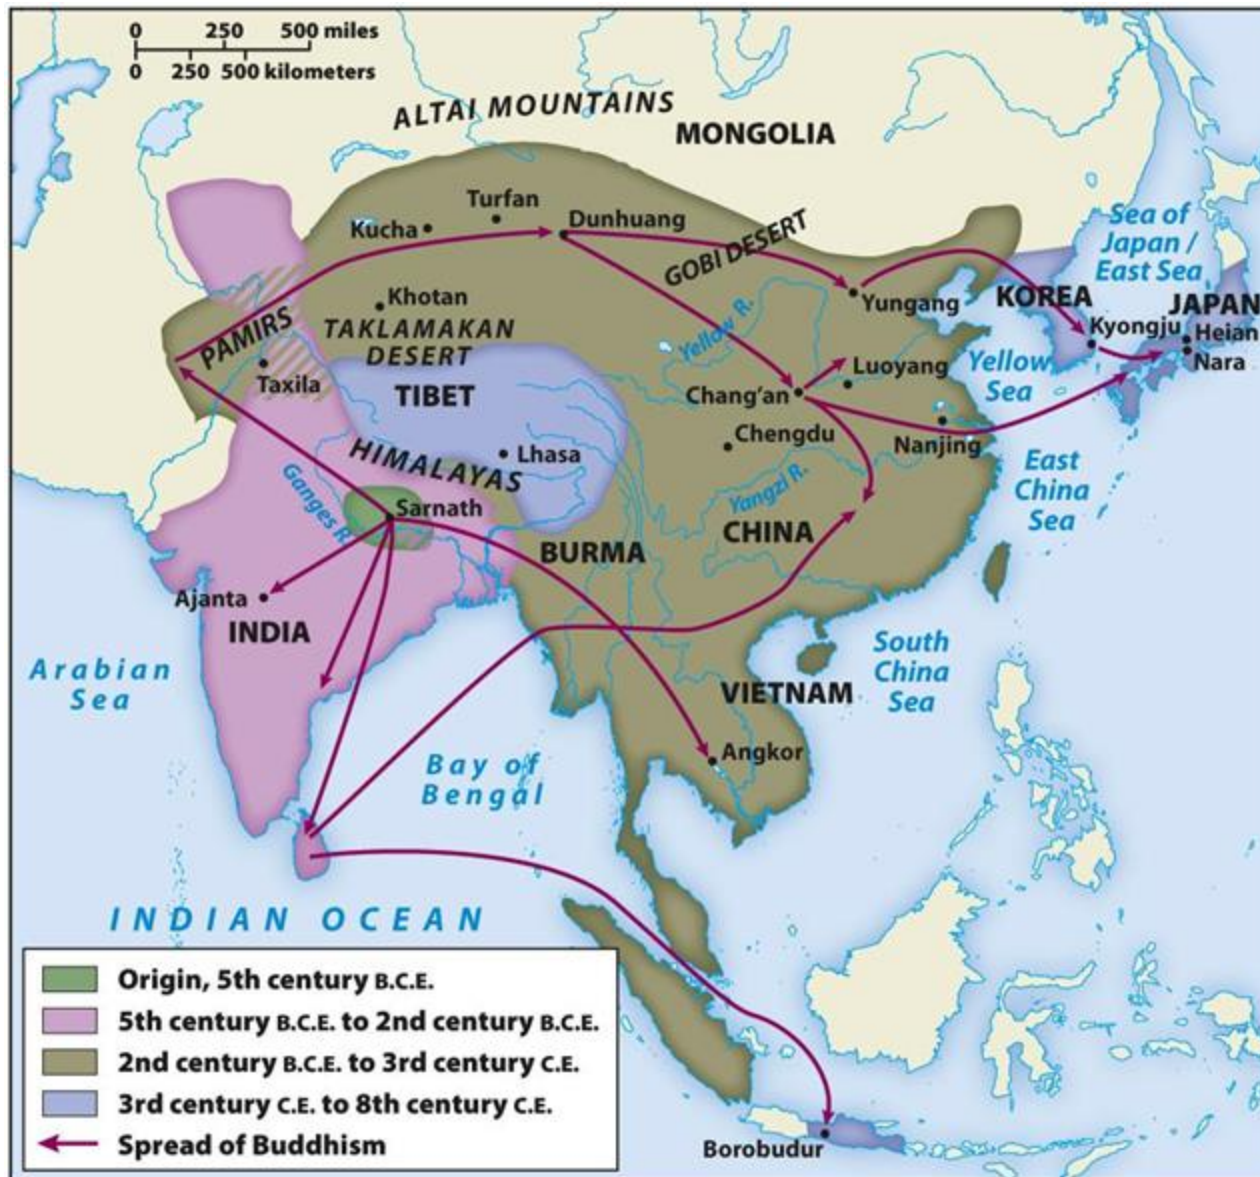 0 250 500 miles
0 250 500 kilometers
ALTAI MOUNTAINS
MONGOLIA
Turfan
Kucha
Dunhuang
GOBI DESERT
Sea of
Japan /
East Sea
Khotan
Yungang
KOREA
JAPAN
PAMIRS
TAKLAMAKAN
DESERT
Yellow R.
Kyongju
Heian
Nara
Taxila
TIBET
Luoyang
Yellow
Sea
Chang'an
Chengdu
Nanjing
HIMALAYAS
Lhasa
Ganges R.
Sarnath
Yangzi R.
East
China
Sea
CHINA
BURMA
Ajanta
INDIA
Arabian
Sea
South
China
Sea
VIETNAM
Angkor
Bay of
Bengal
INDIAN OCEAN
Origin, 5th century B.C.E.
5th century B.C.E. to 2nd century B.C.E.
2nd century B.C.E. to 3rd century C.E.
3rd century C.E. to 8th century C.E.
Spread of Buddhism
Borobudur